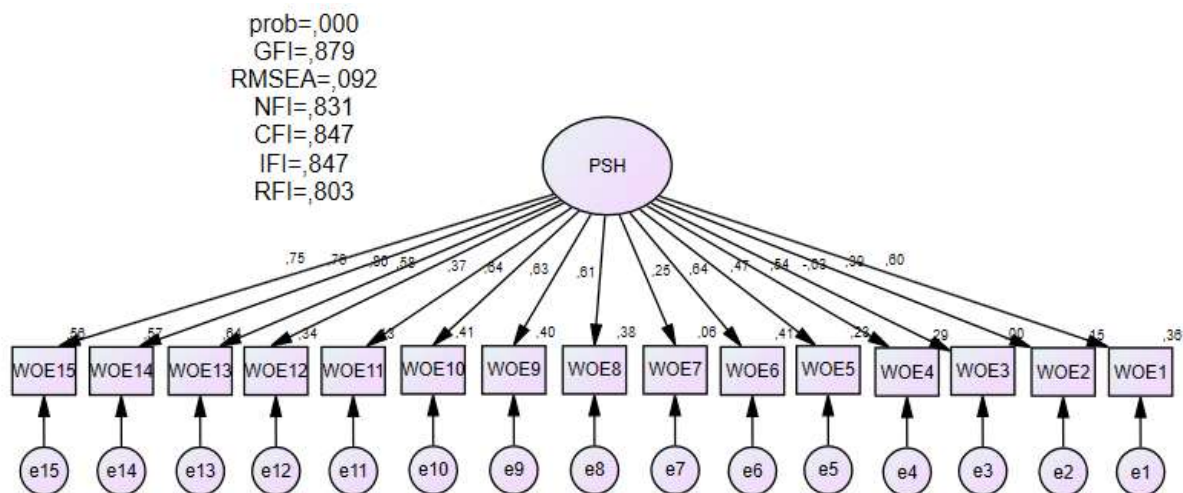 prob=,000
GFI=,879
RMSEA=,092
NFI=,831
CFI=,847
IFI=,847
RFI=,803
PSH
,75 ,76 ,80 ,58 ,37 ,64 ,63 ,61 ,25 ,64 ,47 ,54 -,03 ,39 ,60
,56 ,57 ,64 ,34 ,41 ,40 ,38 ,06 ,41 ,29 ,00 ,15 ,36
WOE15 WOE14 WOE13 WOE12 WOE11 WOE10 WOE9 WOE8 WOE7 WOE6 WOE5 WOE4 WOE3 WOE2 WOE1
e15 e14 e13 e12 e11 e10 e9 e8 e7 e6 e5 e4 e3 e2 e1